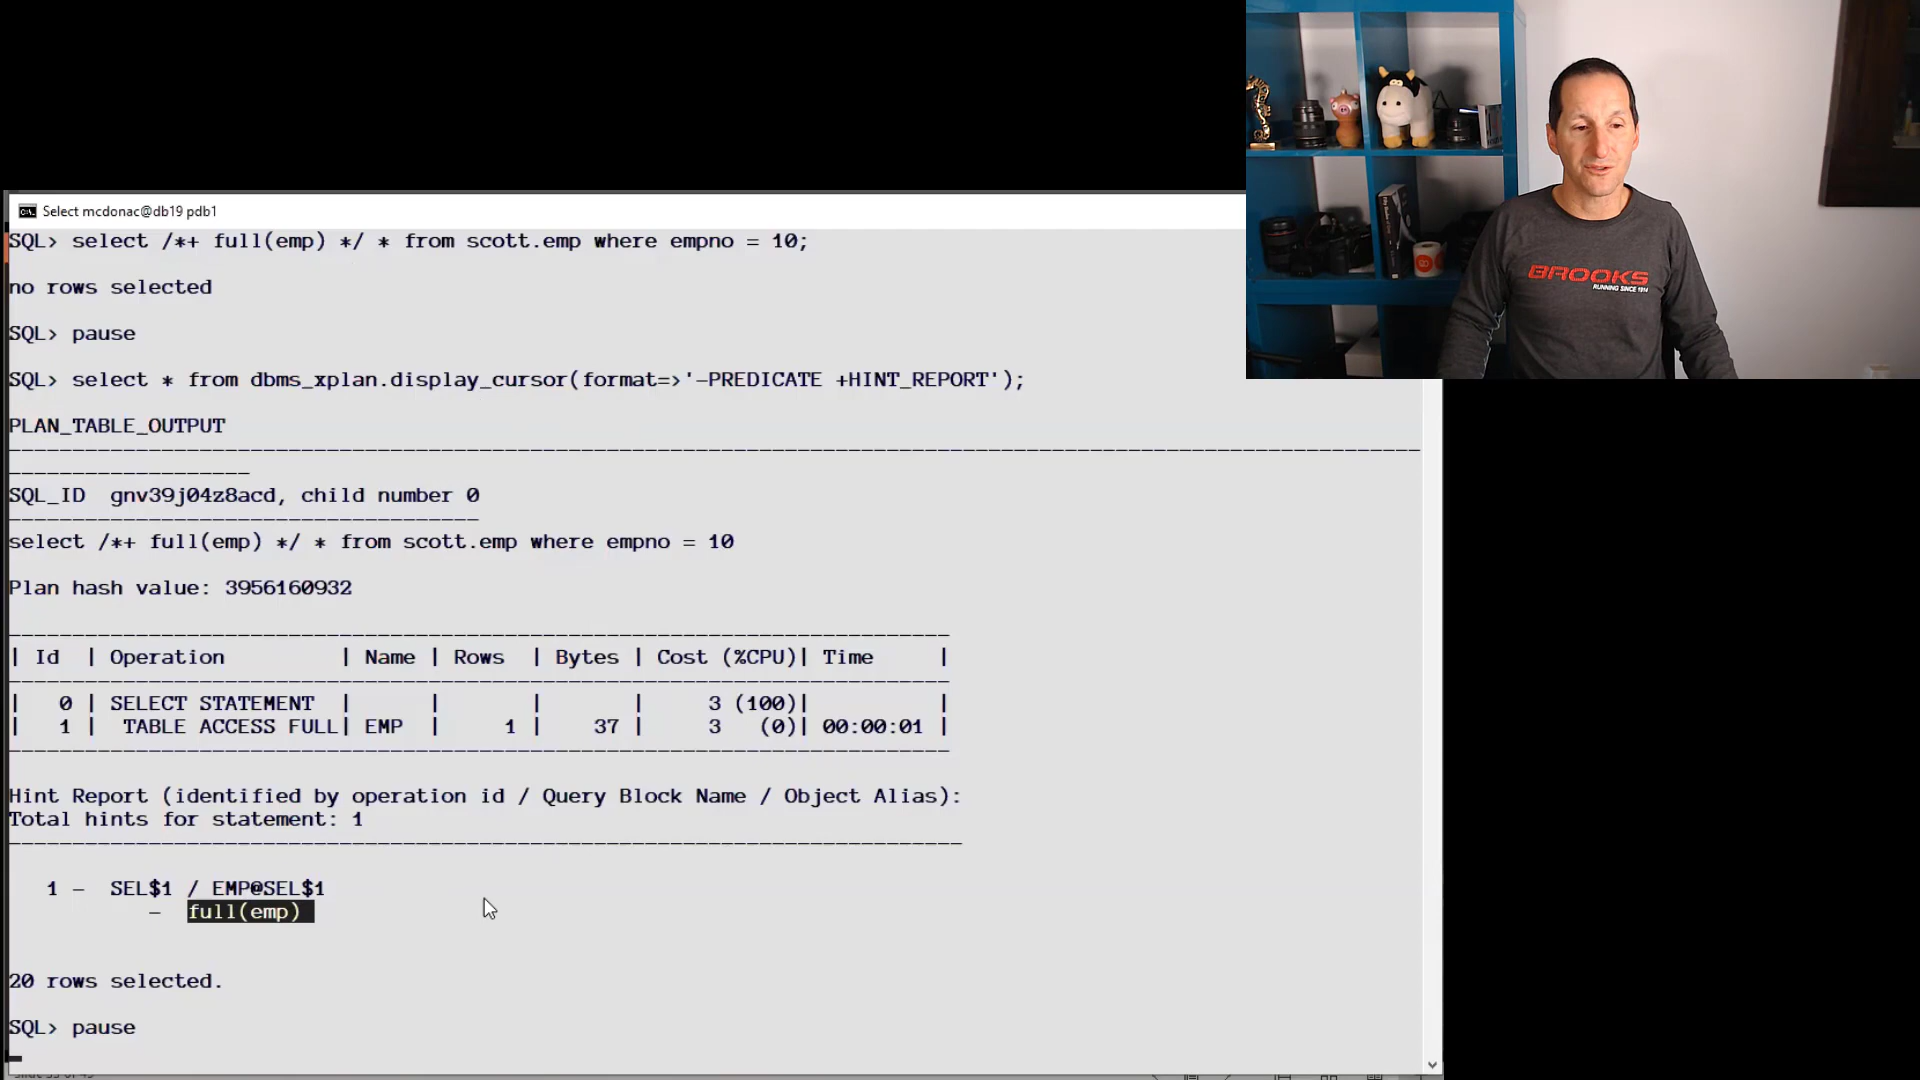 Select mcdonac@db19 pdb1
SQL> select /*+ full(emp) */ * from scott.emp where empno = 10;
no rows selected
SQL> pause
SQL> select * from dbms_xplan.display_cursor(format=>'-PREDICATE +HINT_REPORT');
PLAN_TABLE_OUTPUT
--------------------------------------------------------------------------------------------------------------
-------------------
SQL_ID  gnv39j04z8acd, child number 0
-------------------------------------
select /*+ full(emp) */ * from scott.emp where empno = 10
Plan hash value: 3956160932
--------------------------------------------------------------------------
| Id  | Operation         | Name | Rows  | Bytes | Cost (%CPU)| Time     |
--------------------------------------------------------------------------
|   0 | SELECT STATEMENT  |      |       |       |     3 (100)|          |
|   1 |  TABLE ACCESS FULL| EMP  |     1 |    37 |     3   (0)| 00:00:01 |
--------------------------------------------------------------------------
Hint Report (identified by operation id / Query Block Name / Object Alias):
Total hints for statement: 1
---------------------------------------------------------------------------
   1 -  SEL$1 / EMP@SEL$1
           -  full(emp)
20 rows selected.
SQL> pause
BROOKS
RUNNING SINCE 1914